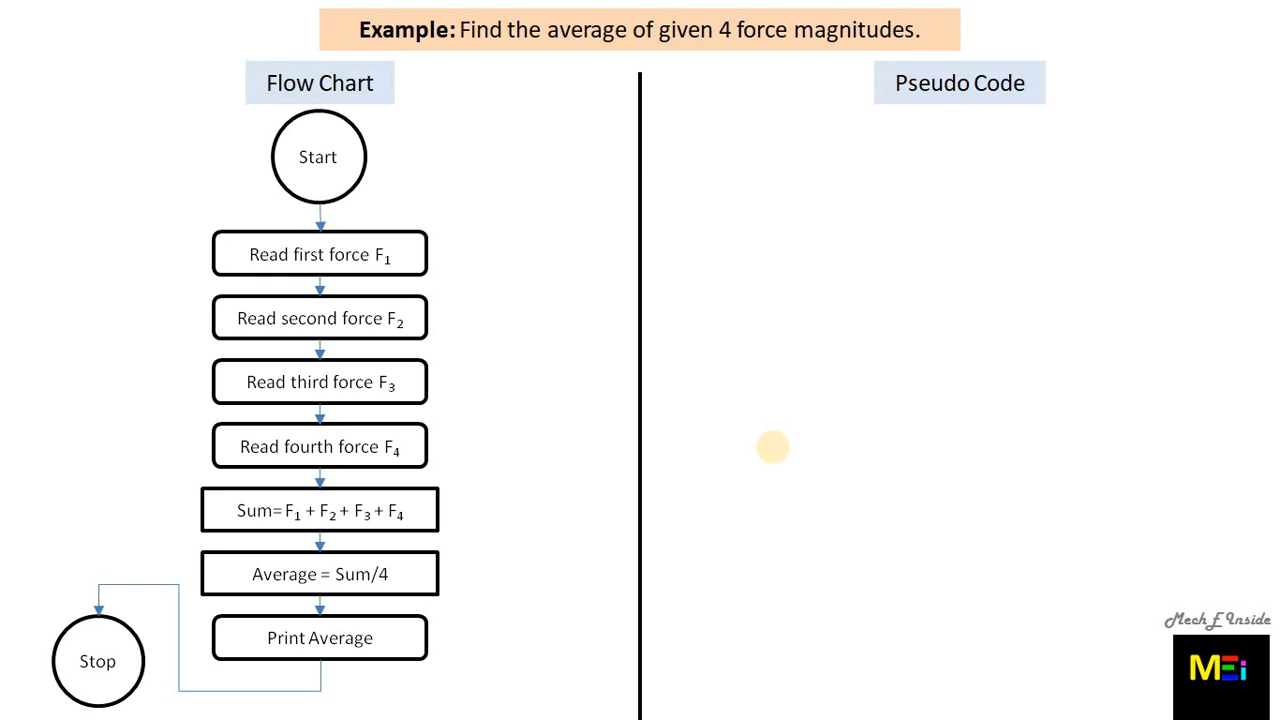 Example: Find the average of given 4 force magnitudes.
Flow Chart
Start
Read first force F₁
Read second force F₂
Read third force F₃
Read fourth force F₄
Sum= F₁ + F₂ + F₃ + F₄
Average = Sum/4
Print Average
Stop
Pseudo Code
Mech E Inside
MEi